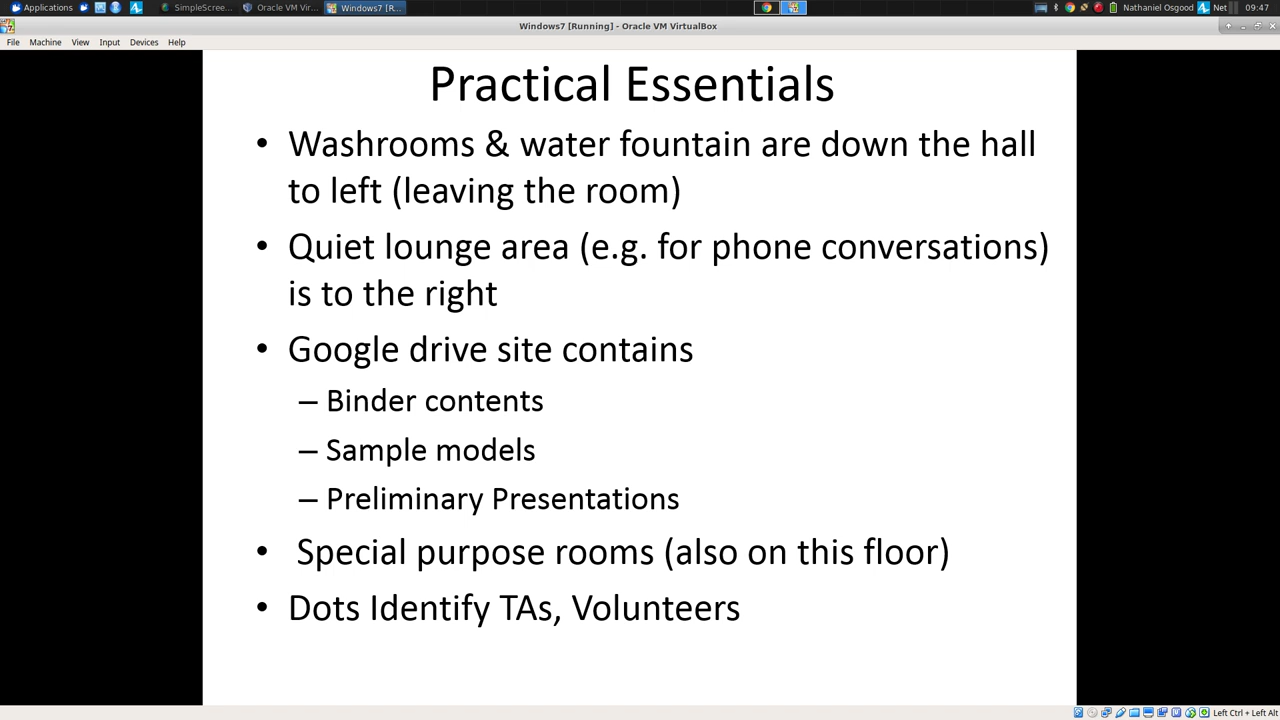 Applications
SimpleScree...
Oracle VM Vir...
Windows7 [R...
Nathaniel Osgood
Net
09:47
Windows7 [Running] - Oracle VM VirtualBox
File Machine View Input Devices Help
Practical Essentials
• Washrooms & water fountain are down the hall
to left (leaving the room)
• Quiet lounge area (e.g. for phone conversations)
is to the right
• Google drive site contains
– Binder contents
– Sample models
– Preliminary Presentations
• Special purpose rooms (also on this floor)
• Dots Identify TAs, Volunteers
Left Ctrl + Left Alt